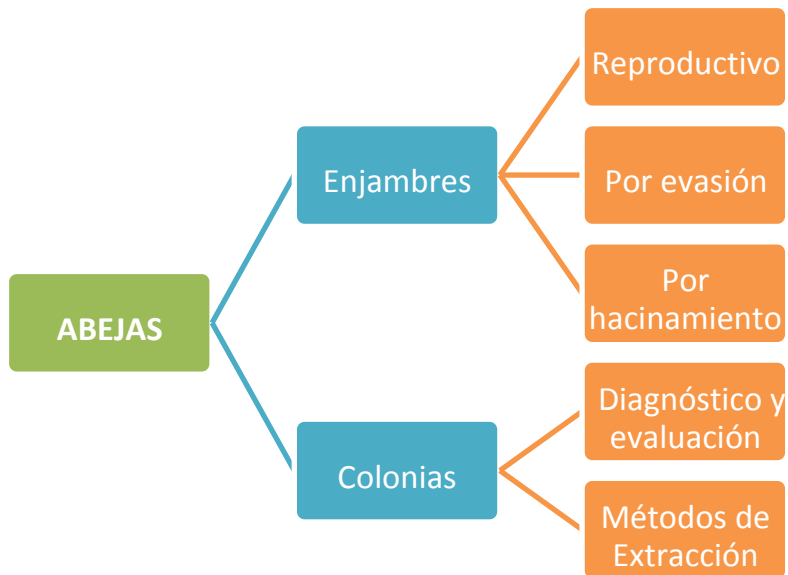 ABEJAS
Enjambres
Reproductivo
Por evasión
Por
hacinamiento
Colonias
Diagnóstico y
evaluación
Métodos de
Extracción